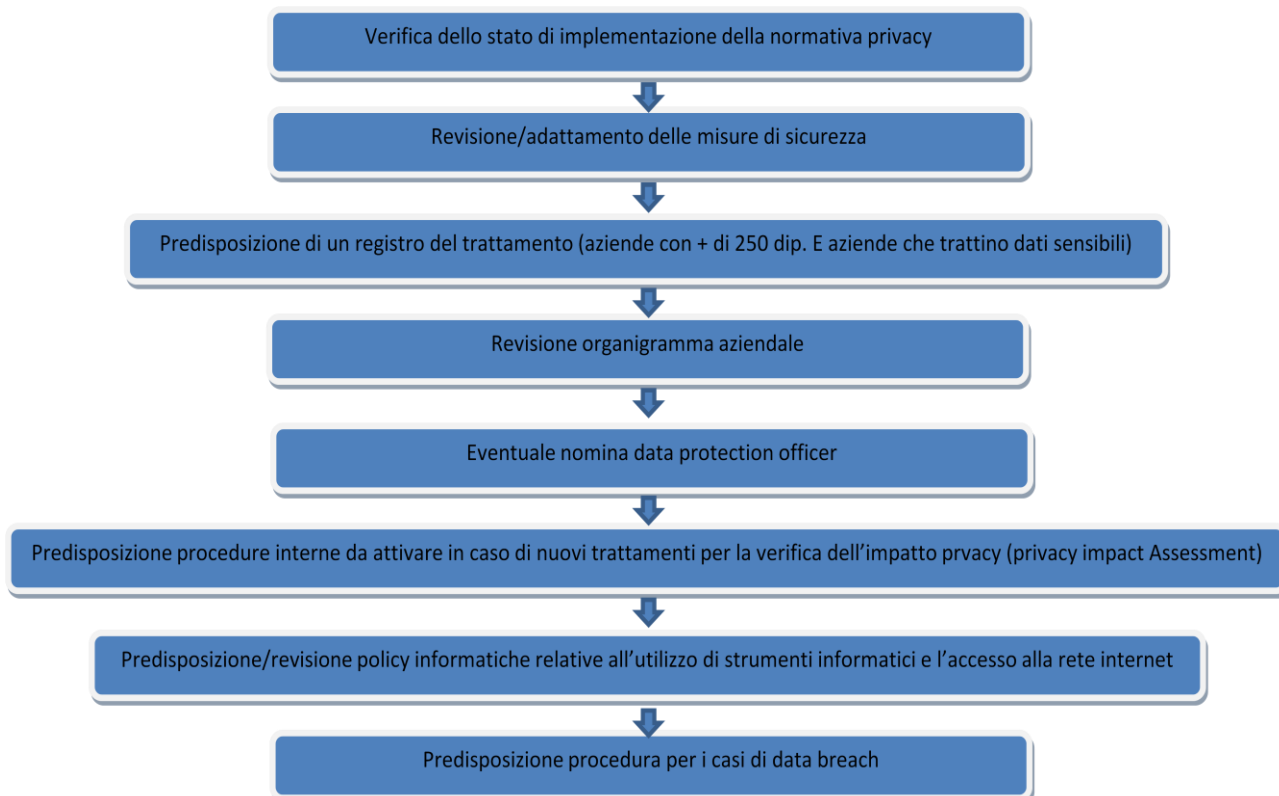 Verifica dello stato di implementazione della normativa privacy
Revisione/adattamento delle misure di sicurezza
Predisposizione di un registro del trattamento (aziende con + di 250 dip. E aziende che trattino dati sensibili)
Revisione organigramma aziendale
Eventuale nomina data protection officer
Predisposizione procedure interne da attivare in caso di nuovi trattamenti per la verifica dell’impatto prvacy (privacy impact Assessment)
Predisposizione/revisione policy informatiche relative all’utilizzo di strumenti informatici e l’accesso alla rete internet
Predisposizione procedura per i casi di data breach